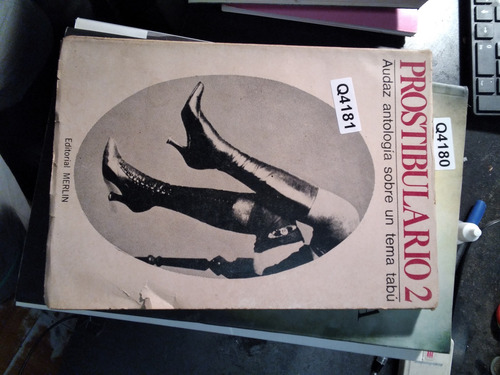 PROSTIBULARIO 2
Audaz antología sobre un tema tabú
Editorial MERLIN
Q4181
Q4180